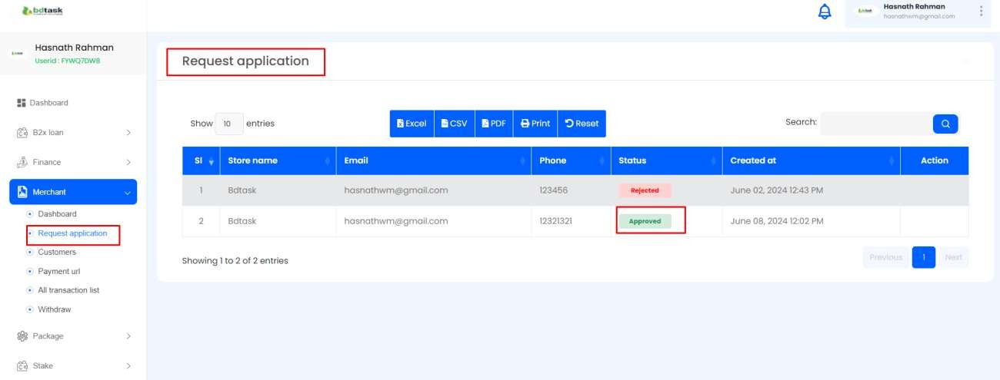 bdtask
Hasnath Rahman
hasnathwm@gmail.com
Hasnath Rahman
Userid : FYWQ7DW8
Dashboard
B2x loan
Finance
Merchant
Dashboard
Request application
Customers
Payment url
All transaction list
Withdraw
Package
Stake
Request application
Show 10 entries
Excel CSV PDF Print Reset
Search:
Sl Store name Email Phone Status Created at Action
1 Bdtask hasnathwm@gmail.com 123456 Rejected June 02, 2024 12:43 PM
2 Bdtask hasnathwm@gmail.com 12321321 Approved June 08, 2024 12:02 PM
Showing 1 to 2 of 2 entries
Previous 1 Next